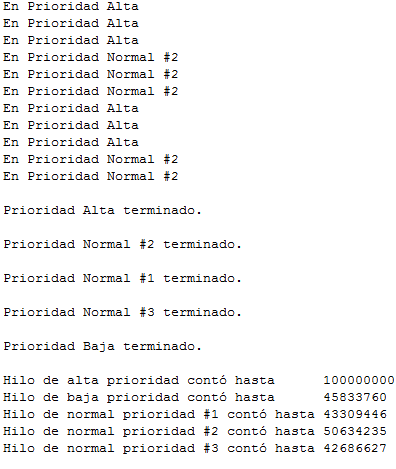 En Prioridad Alta
En Prioridad Alta
En Prioridad Alta
En Prioridad Normal #2
En Prioridad Normal #2
En Prioridad Normal #2
En Prioridad Alta
En Prioridad Alta
En Prioridad Alta
En Prioridad Normal #2
En Prioridad Normal #2

Prioridad Alta terminado.

Prioridad Normal #2 terminado.

Prioridad Normal #1 terminado.

Prioridad Normal #3 terminado.

Prioridad Baja terminado.

Hilo de alta prioridad contó hasta      100000000
Hilo de baja prioridad contó hasta      45833760
Hilo de normal prioridad #1 contó hasta 43309446
Hilo de normal prioridad #2 contó hasta 50634235
Hilo de normal prioridad #3 contó hasta 42686627